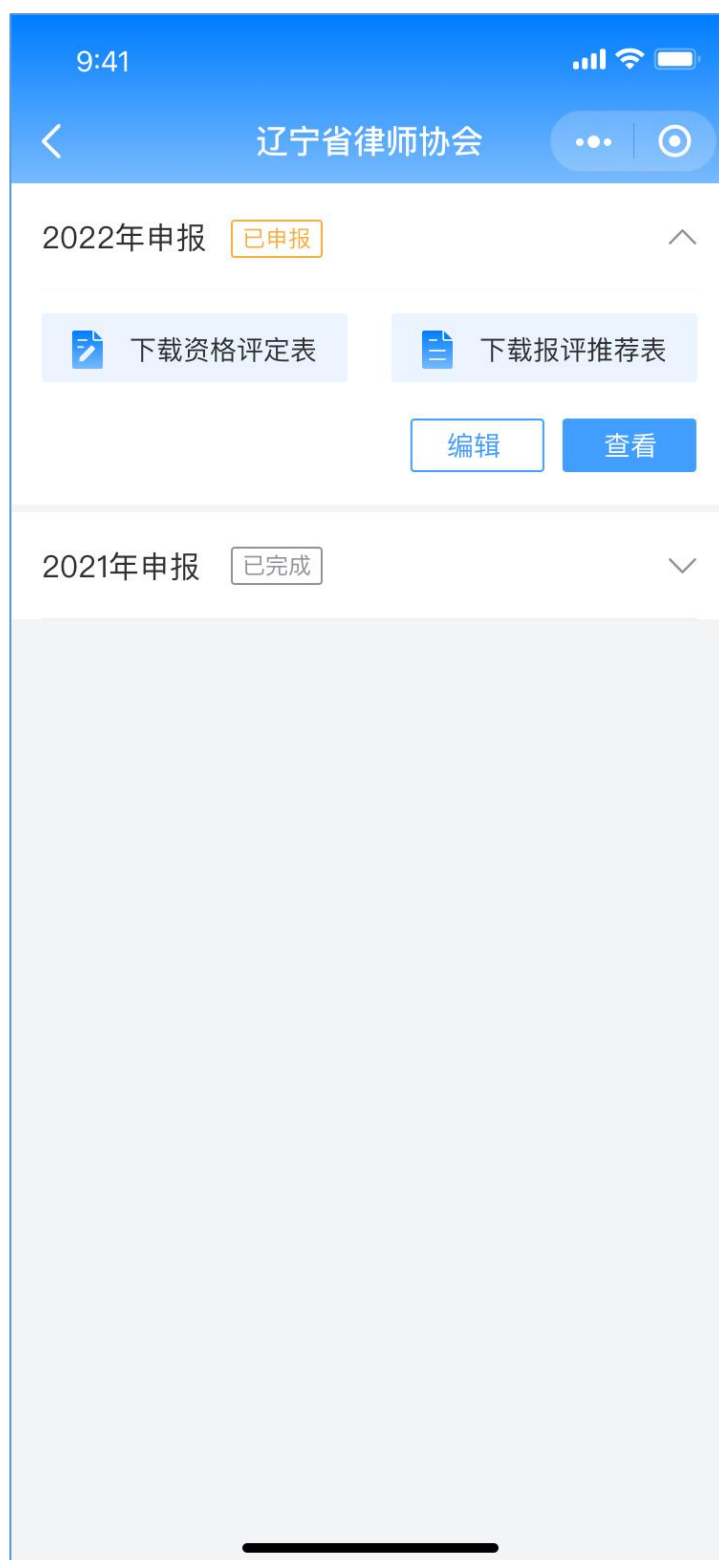 9:41
辽宁省律师协会
2022年申报 已申报
下载资格评定表 下载报评推荐表
编辑 查看
2021年申报 已完成